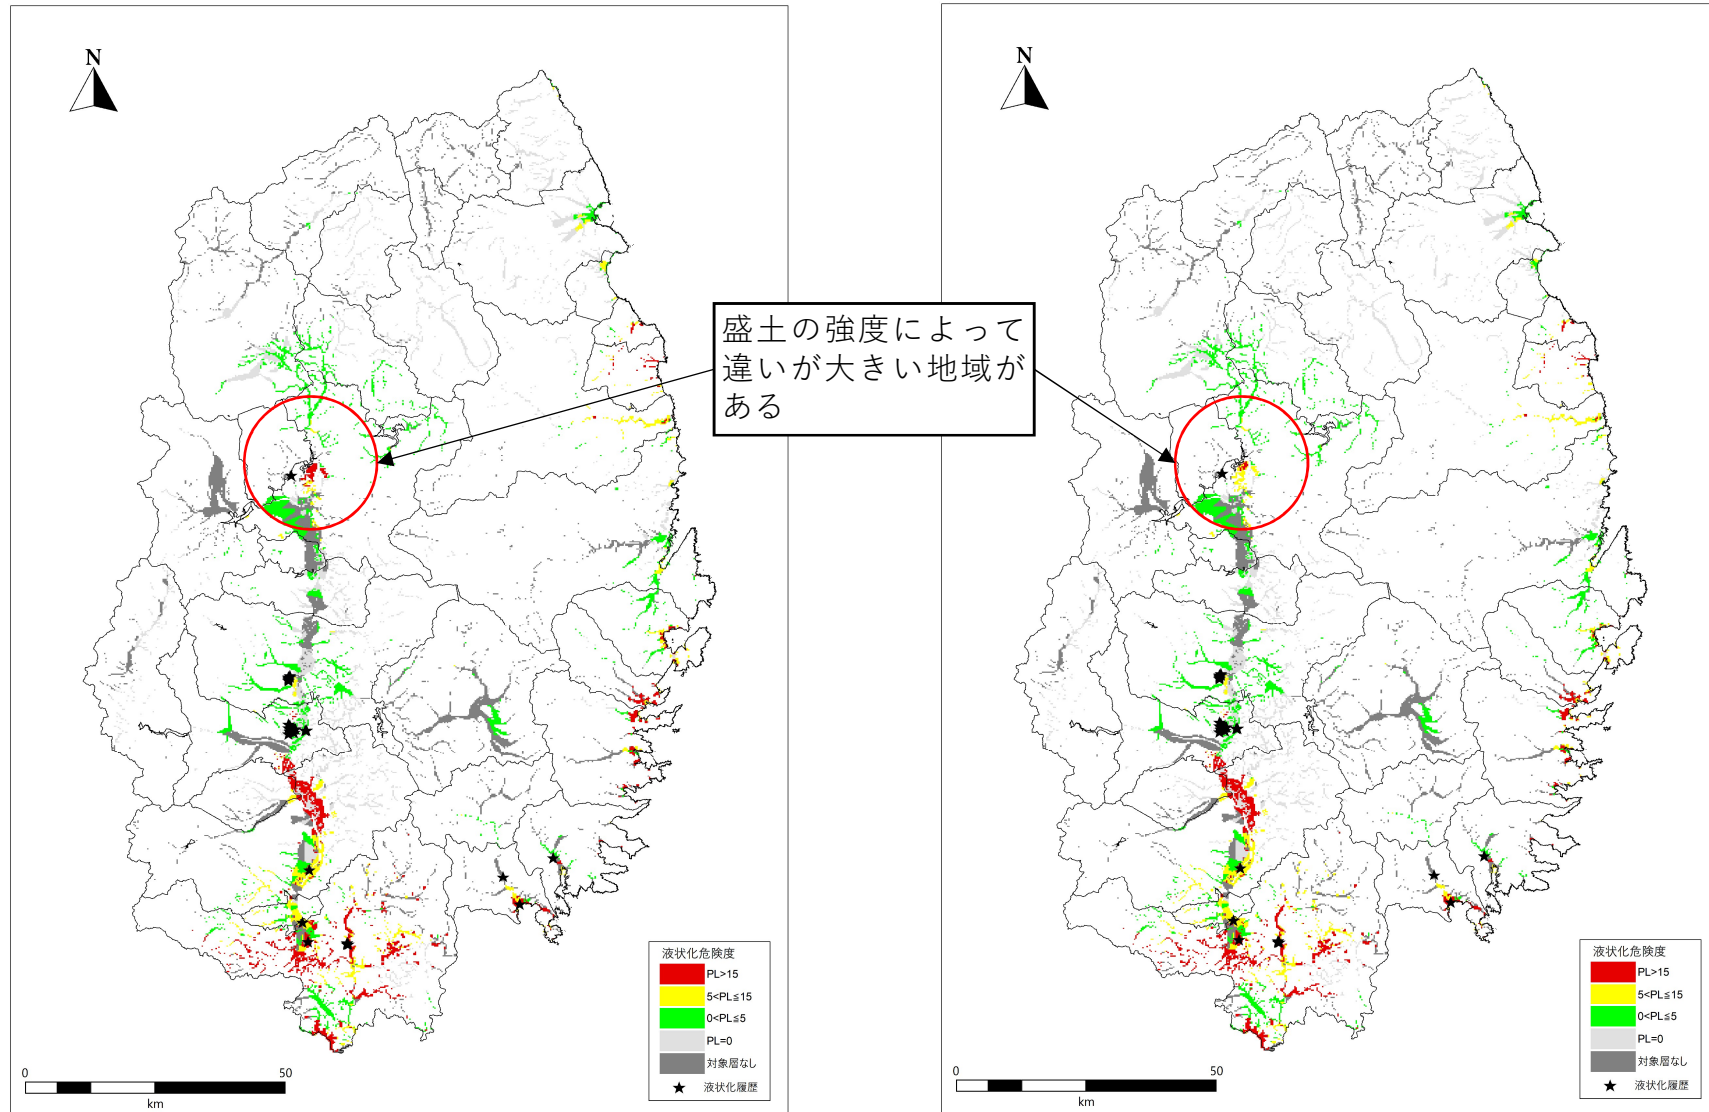 N
N
盛土の強度によって
違いが大きい地域が
ある
液状化危険度
PL>15
5<PL≦15
0<PL≦5
PL=0
対象層なし
液状化履歴
0 50
km
液状化危険度
PL>15
5<PL≦15
0<PL≦5
PL=0
対象層なし
液状化履歴
0 50
km